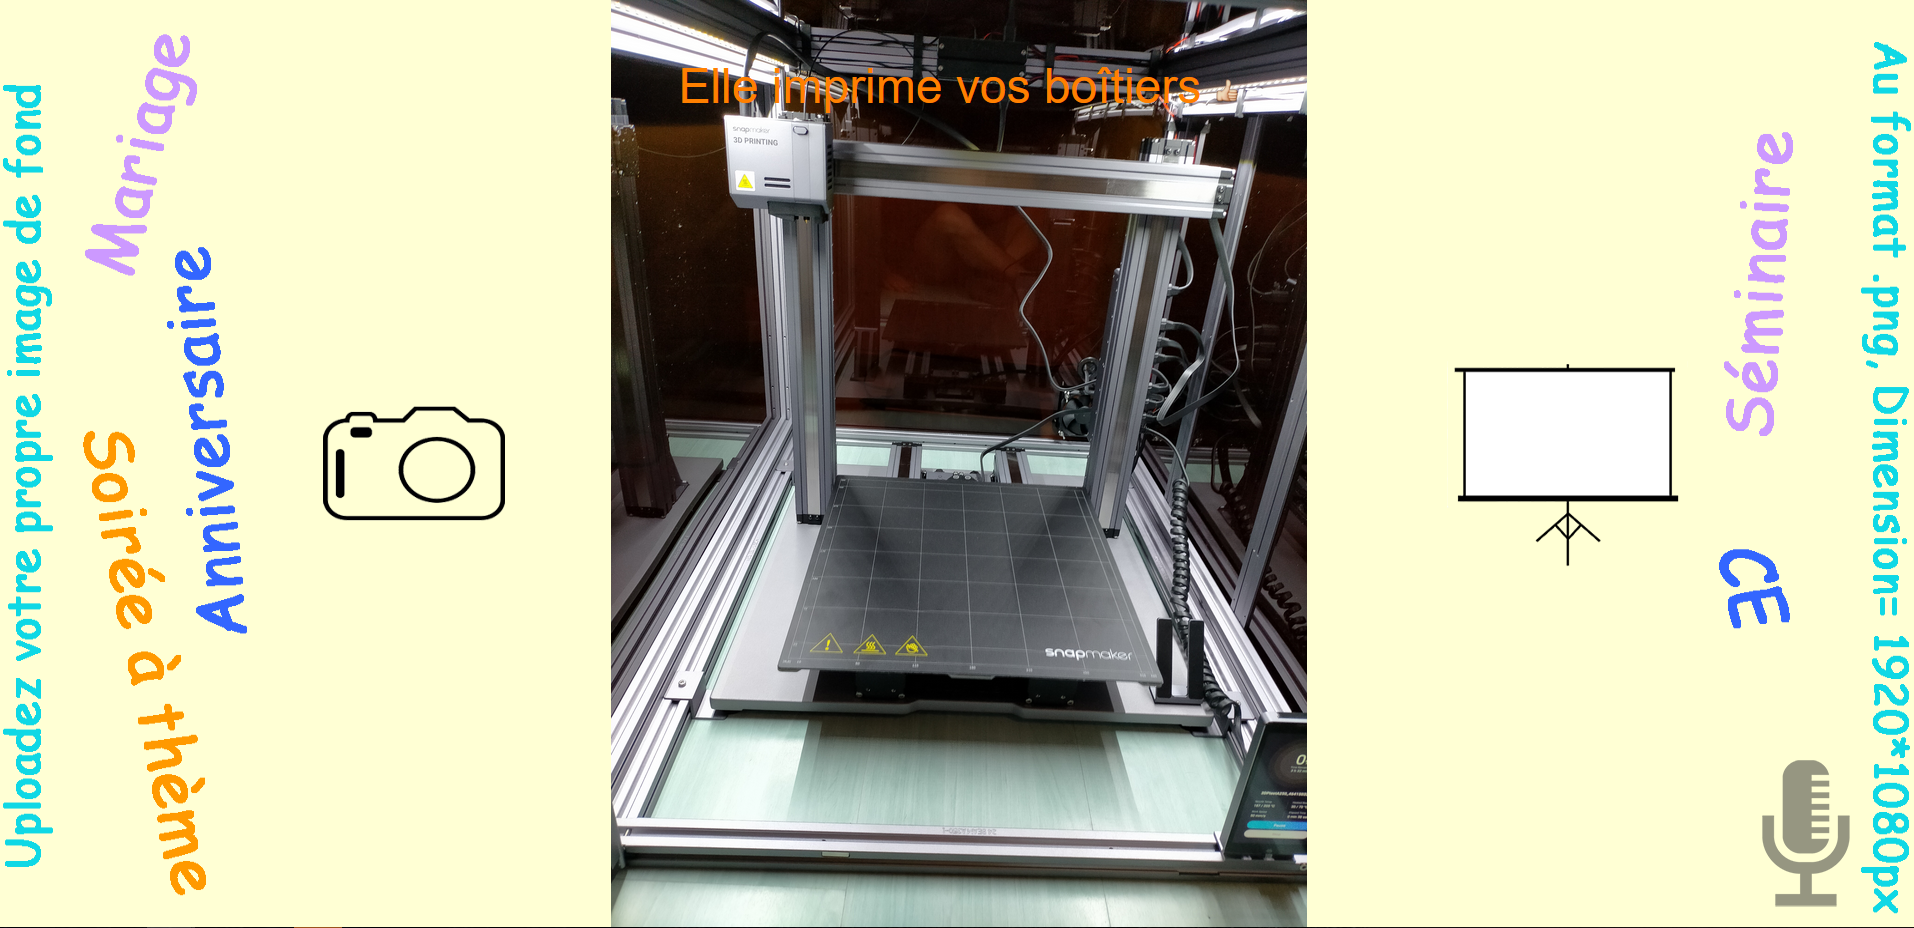 Uploadez votre propre image de fond
Mariage
Anniversaire
Soirée à thème
Elle imprime vos boîtiers 👍🏼
snapmaker
3D PRINTING
snapmaker
Séminaire
CE
Au format .png, Dimension= 1920*1080px